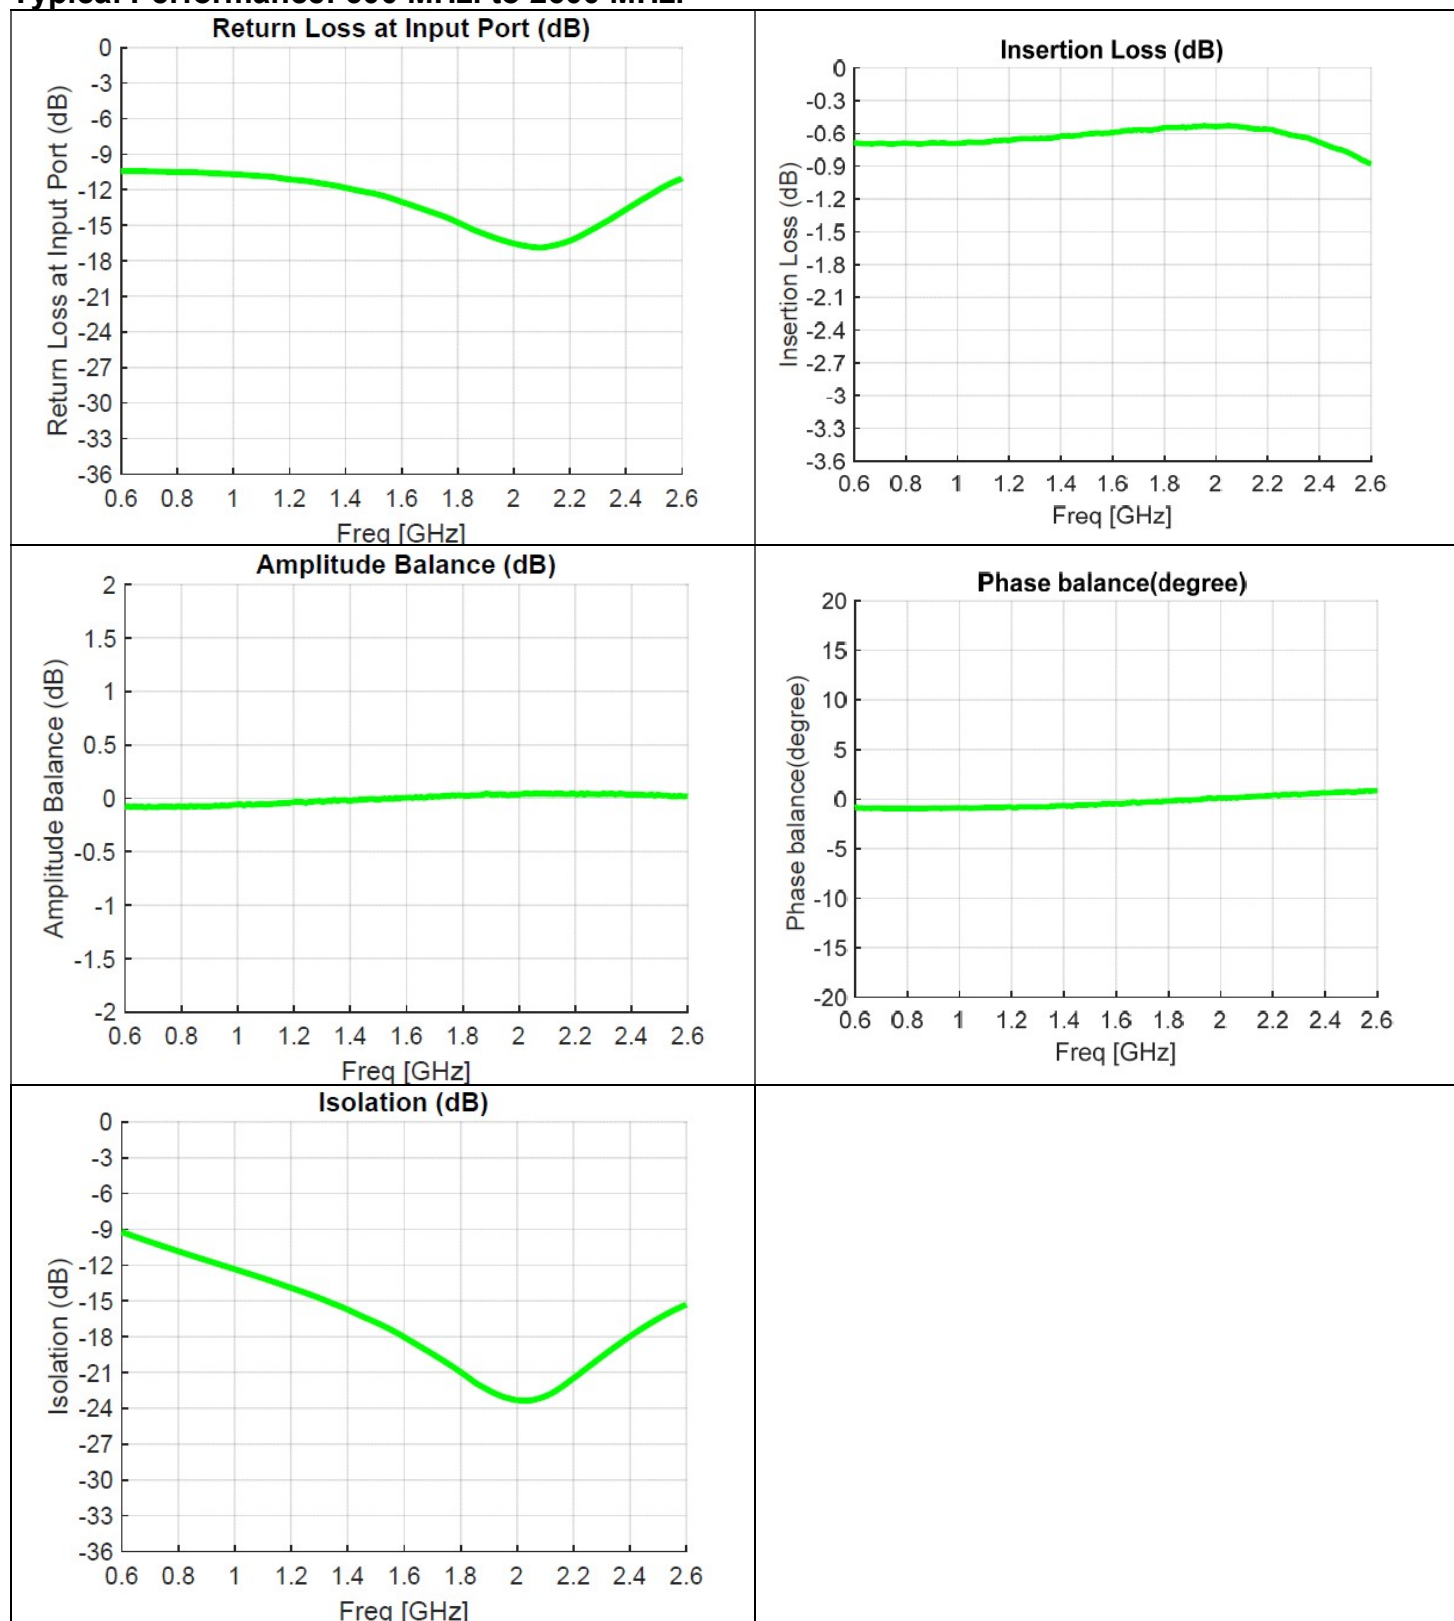 Return Loss at Input Port (dB)
Return Loss at Input Port (dB)
0
-3
-6
-9
-12
-15
-18
-21
-24
-27
-30
-33
-36
0.6 0.8 1 1.2 1.4 1.6 1.8 2 2.2 2.4 2.6
Freq [GHz]
Insertion Loss (dB)
Insertion Loss (dB)
0
-0.3
-0.6
-0.9
-1.2
-1.5
-1.8
-2.1
-2.4
-2.7
-3
-3.3
-3.6
0.6 0.8 1 1.2 1.4 1.6 1.8 2 2.2 2.4 2.6
Freq [GHz]
Amplitude Balance (dB)
Amplitude Balance (dB)
2
1.5
1
0.5
0
-0.5
-1
-1.5
-2
0.6 0.8 1 1.2 1.4 1.6 1.8 2 2.2 2.4 2.6
Freq [GHz]
Phase balance(degree)
Phase balance(degree)
20
15
10
5
0
-5
-10
-15
-20
0.6 0.8 1 1.2 1.4 1.6 1.8 2 2.2 2.4 2.6
Freq [GHz]
Isolation (dB)
Isolation (dB)
0
-3
-6
-9
-12
-15
-18
-21
-24
-27
-30
-33
-36
0.6 0.8 1 1.2 1.4 1.6 1.8 2 2.2 2.4 2.6
Freq [GHz]